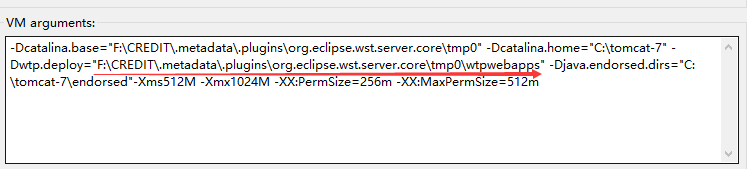 VM arguments:
-Dcatalina.base="F:\CREDIT\.metadata\.plugins\org.eclipse.wst.server.core\tmp0" -Dcatalina.home="C:\tomcat-7" -
Dwtp.deploy="F:\CREDIT\.metadata\.plugins\org.eclipse.wst.server.core\tmp0\wtpwebapps" -Djava.endorsed.dirs="C:
\tomcat-7\endorsed"-Xms512M -Xmx1024M -XX:PermSize=256m -XX:MaxPermSize=512m